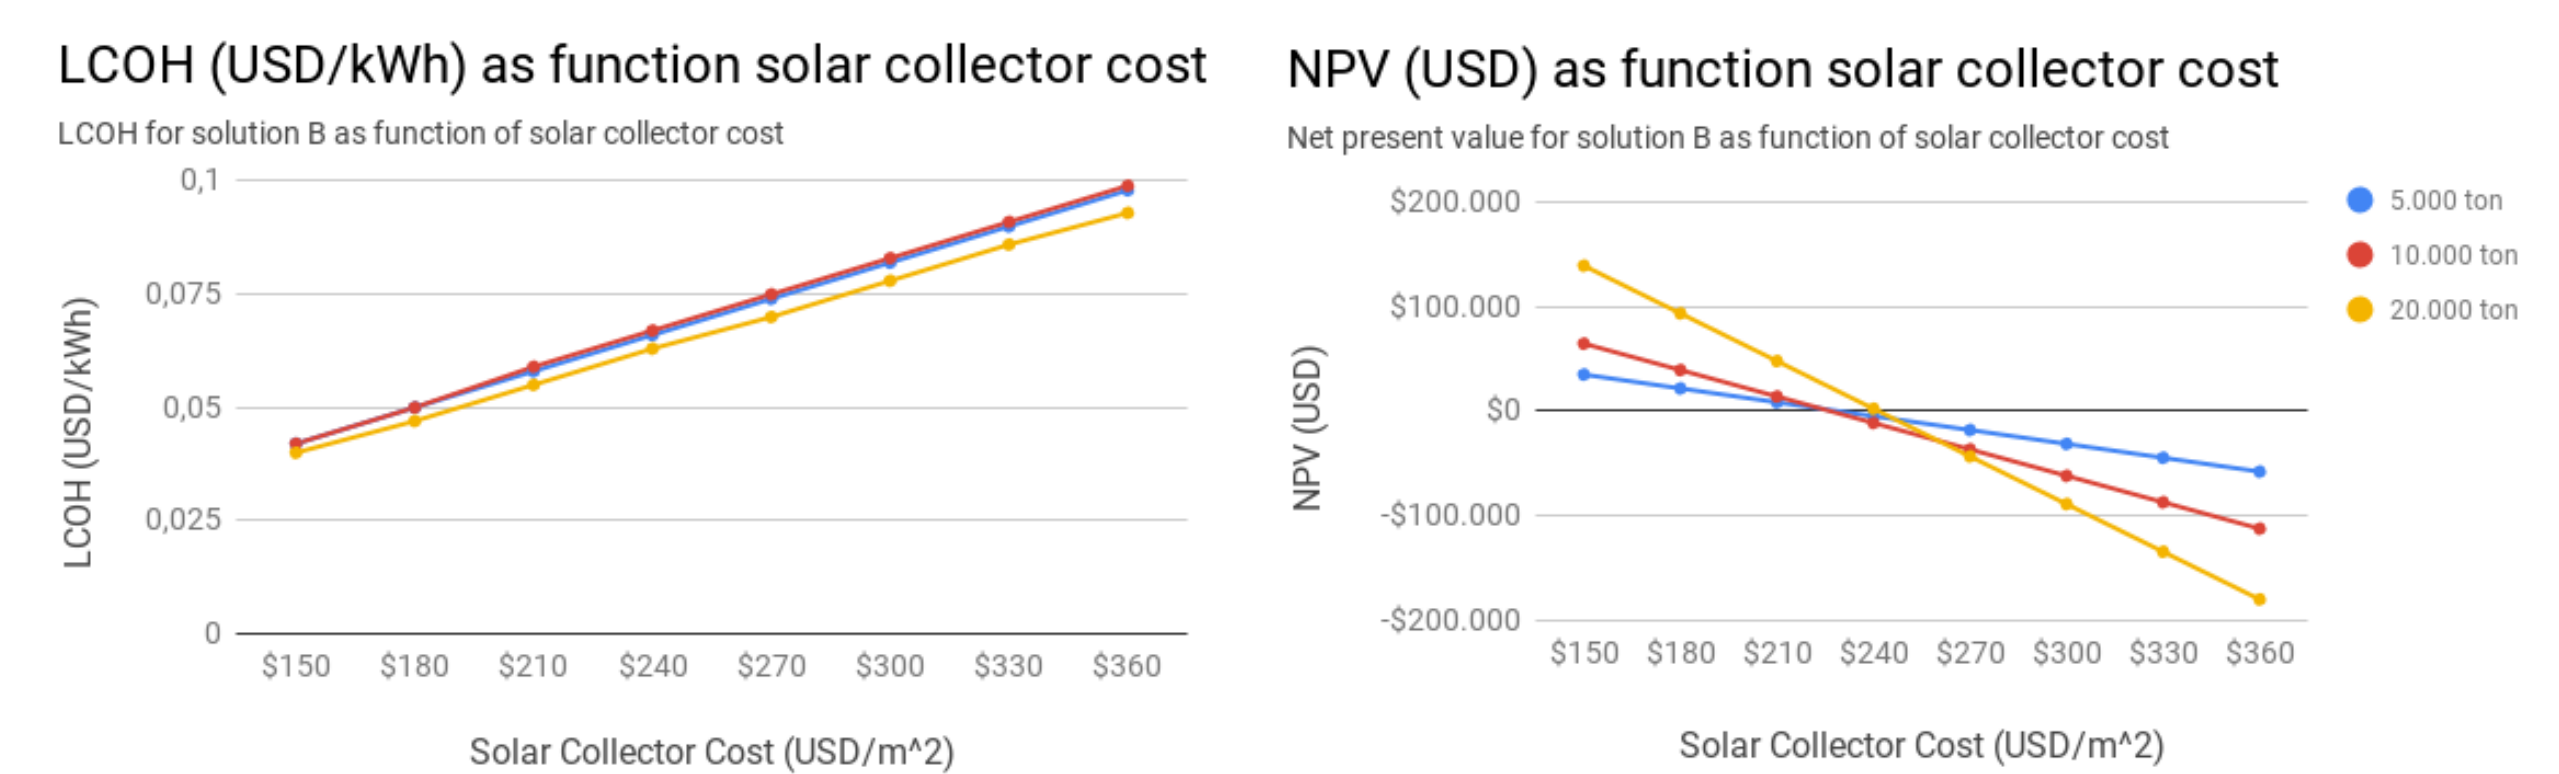 LCOH (USD/kWh) as function solar collector cost
LCOH for solution B as function of solar collector cost
0,1
0,075
0,05
0,025
0
LCOH (USD/kWh)
$150 $180 $210 $240 $270 $300 $330 $360
Solar Collector Cost (USD/m^2)
NPV (USD) as function solar collector cost
Net present value for solution B as function of solar collector cost
$200.000
$100.000
$0
-$100.000
-$200.000
NPV (USD)
$150 $180 $210 $240 $270 $300 $330 $360
Solar Collector Cost (USD/m^2)
5.000 ton
10.000 ton
20.000 ton